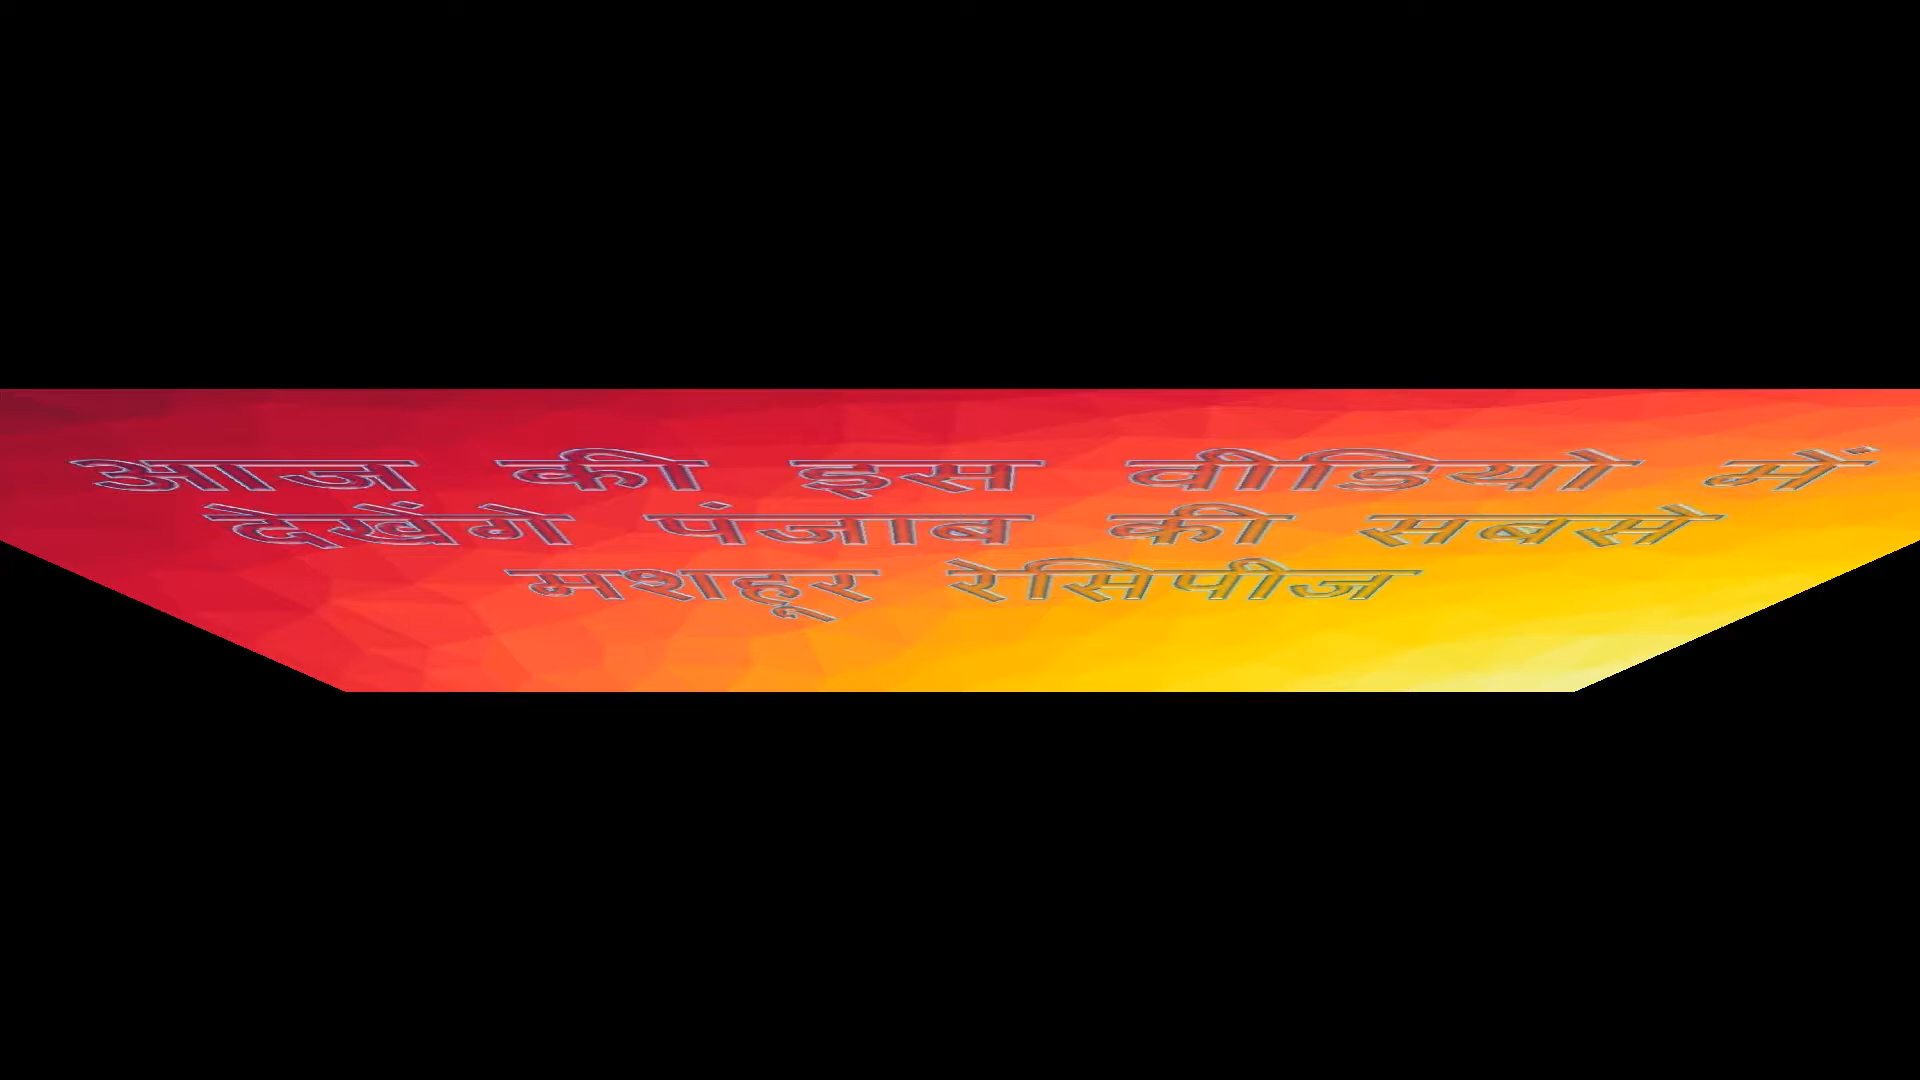 आज की इस वीडियो में
देखेंगे पंजाब की सबसे
मशहूर रेसिपीज